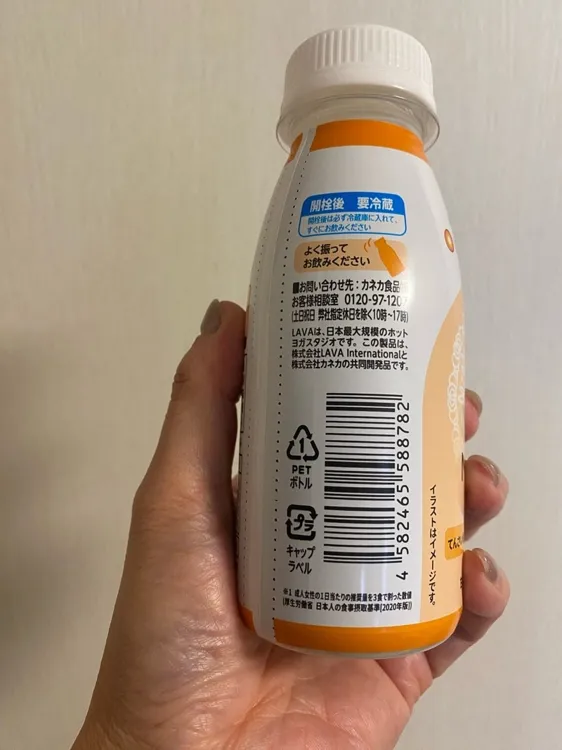 開栓後 要冷蔵
開栓後は必ず冷蔵庫に入れて、
すぐにお飲みください
よく振って
お飲みください
■お問い合わせ先:カネカ食品
お客様相談室 0120-97-120
(土日祝日 弊社指定休日を除く10時~17時)
LAVAは、日本最大規模のホット
ヨガスタジオです。この製品は、
株式会社LAVA Internationalと
株式会社カネカの共同開発品です。
1
PET
ボトル
プラ
キャップ
ラベル
4 582465 588782
イラストはイメージです。
てんさ
※1 成人女性の1日当たりの推奨量を3食で割った数値
(厚生労働省 日本人の食事摂取基準[2020年版])